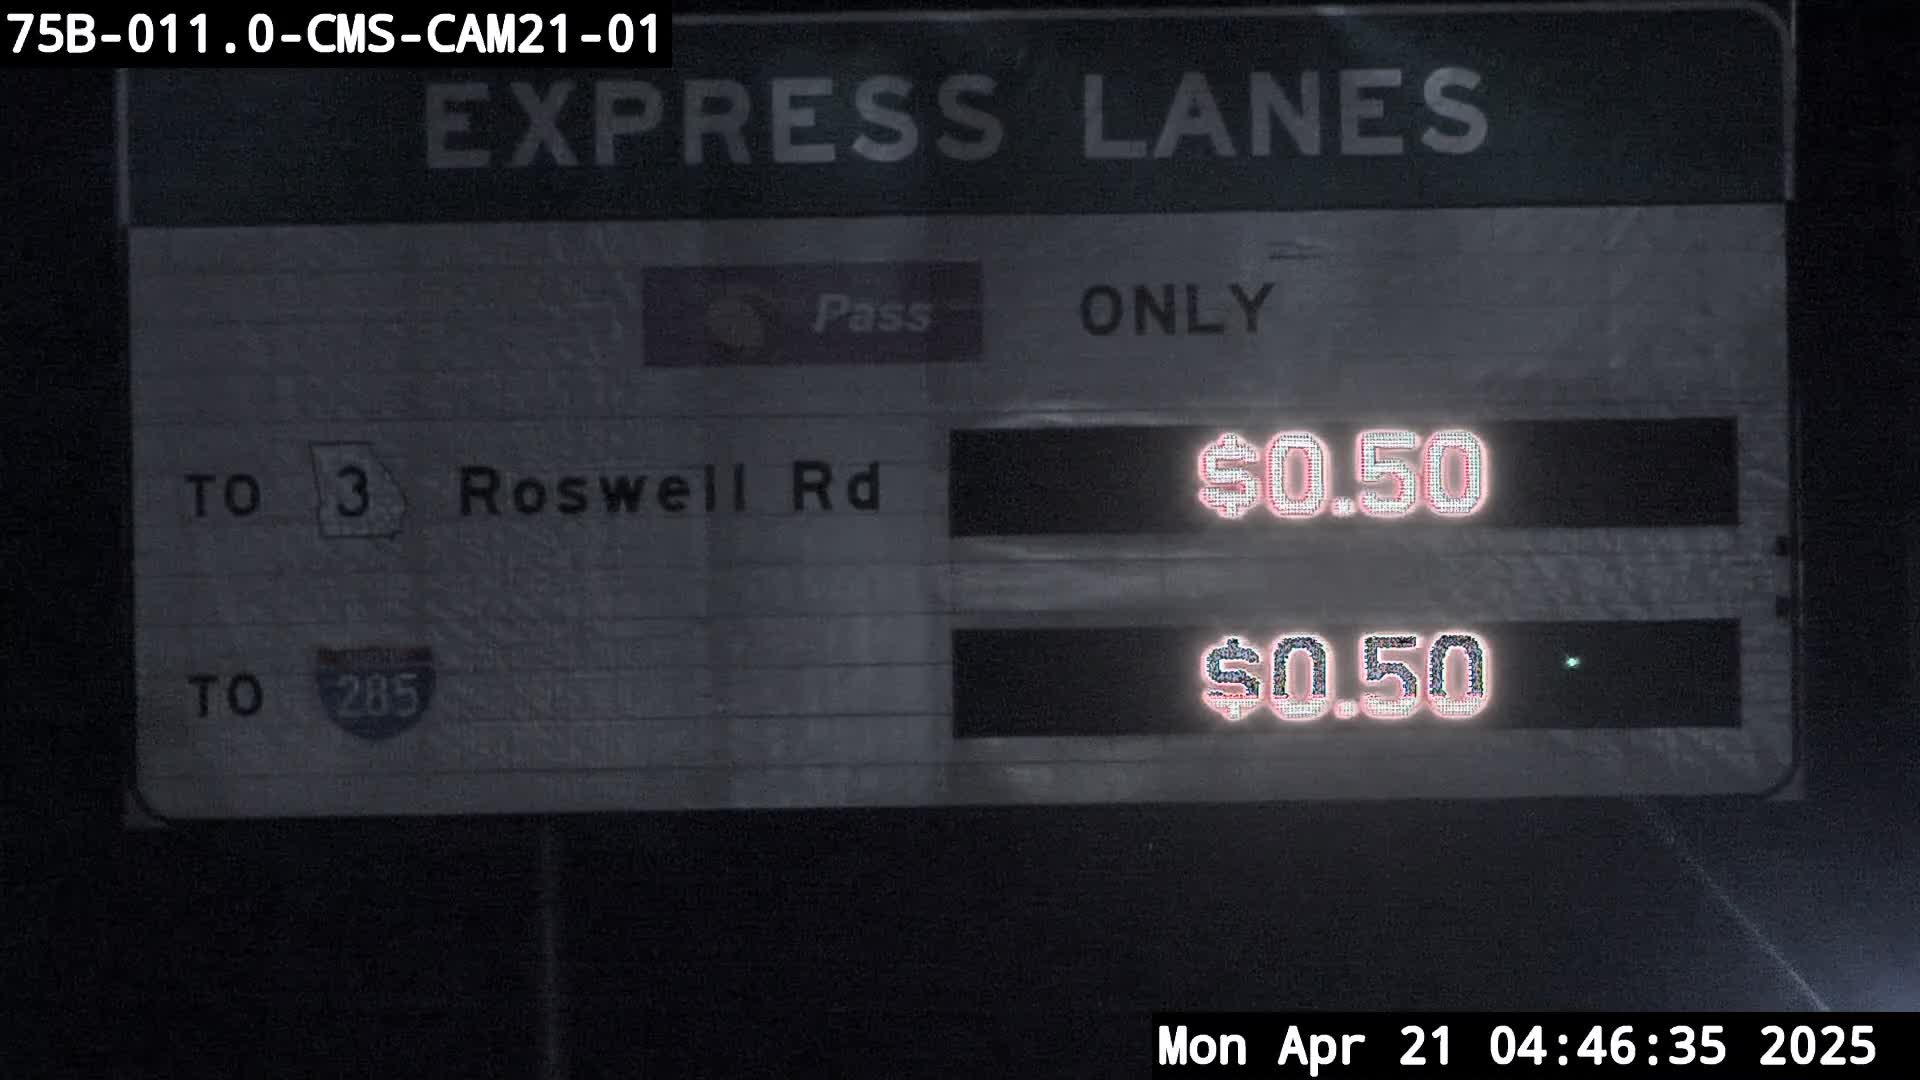 75B-011.0-CMS-CAM21-01
EXPRESS LANES
Pass ONLY
TO 3 Roswell Rd $0.50
TO 285 $0.50
Mon Apr 21 04:46:35 2025